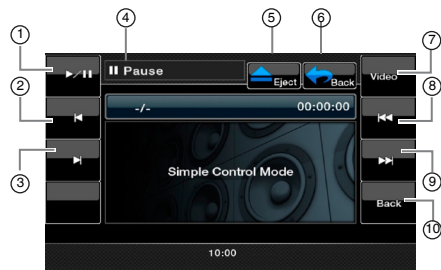 ① ④ ⑤ ⑥ ⑦
② ⑧
③ ⑨
⑩
Pause
Eject
Back
Video
-/-
00:00:00
Simple Control Mode
Back
10:00